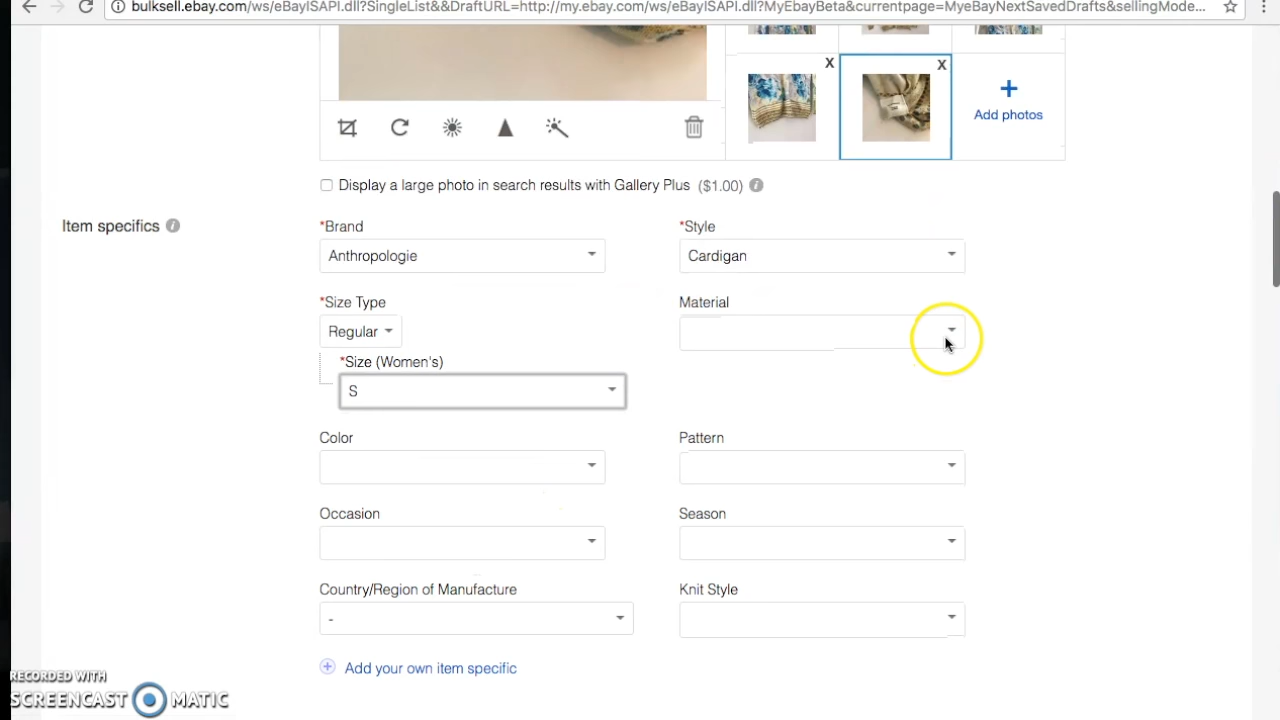 bulksell.ebay.com/ws/eBayISAPI.dll?SingleList&&DraftURL=http://my.ebay.com/ws/eBayISAPI.dll?MyEbayBeta&currentpage=MyeBayNextSavedDrafts&sellingMode...
X
X
+
Add photos
Display a large photo in search results with Gallery Plus ($1.00)
Item specifics
*Brand
*Style
Anthropologie
Cardigan
*Size Type
Material
Regular
*Size (Women's)
S
Color
Pattern
Occasion
Season
Country/Region of Manufacture
Knit Style
-
Add your own item specific
RECORDED WITH
SCREENCAST MATIC